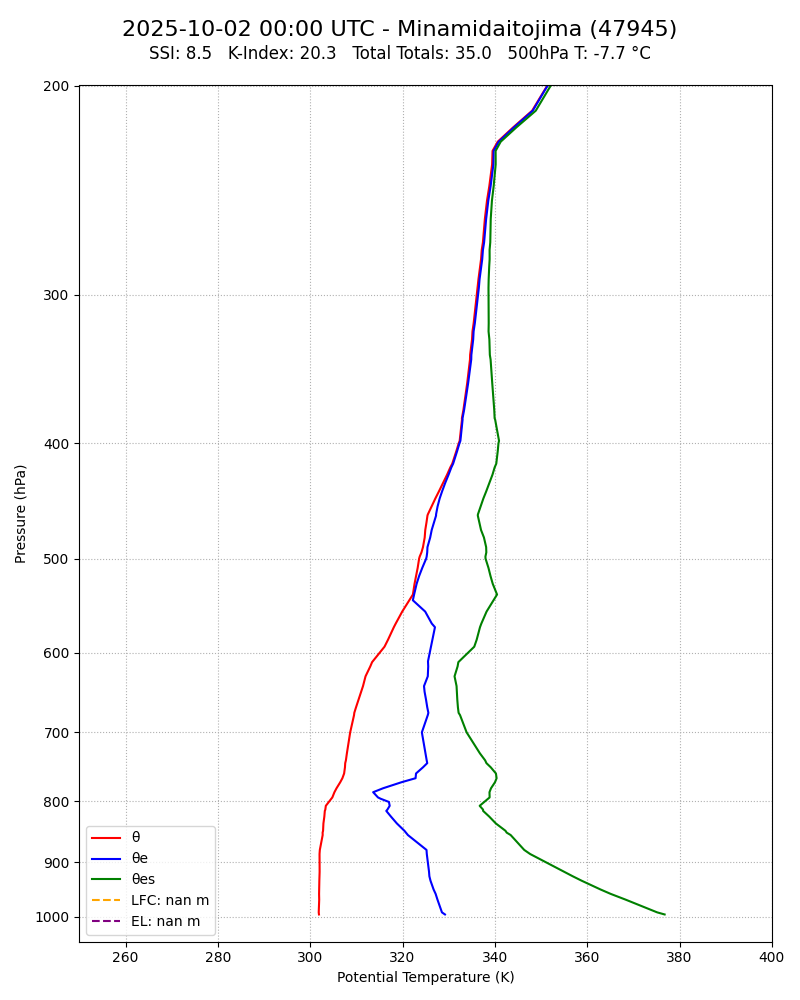 2025-10-02 00:00 UTC - Minamidaitojima (47945)
SSI: 8.5   K-Index: 20.3   Total Totals: 35.0   500hPa T: -7.7 °C
200
300
400
500
600
700
800
900
1000
Pressure (hPa)
θ
θe
θes
LFC: nan m
EL: nan m
260 280 300 320 340 360 380 400
Potential Temperature (K)